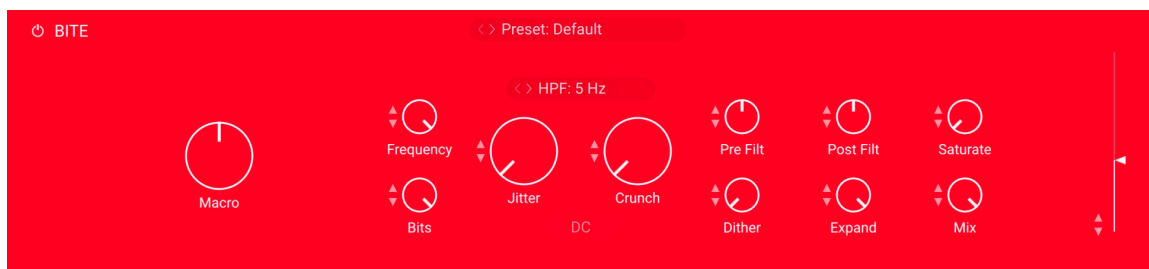 BITE
Preset: Default
HPF: 5 Hz
Frequency
Pre Filt
Post Filt
Saturate
Macro
Jitter
Crunch
Bits
DC
Dither
Expand
Mix